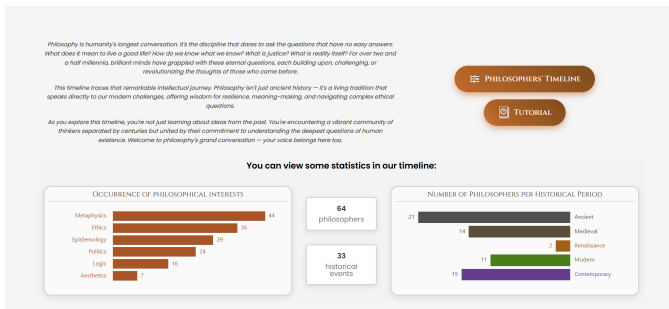 Philosophy is humanity's longest conversation. It's the discipline that dares to ask the questions that have no easy answers:
What does it mean to live a good life? How do we know what we know? What is justice? What is reality itself? For over two and
a half millennia, brilliant minds have grappled with these eternal questions, each building upon, challenging, or
revolutionizing the thoughts of those who came before.
This timeline traces that remarkable intellectual journey. Philosophy isn't just ancient history — it's a living tradition that
speaks directly to our modern challenges, offering wisdom for resilience, meaning-making, and navigating complex ethical
questions.
As you explore this timeline, you're not just learning about ideas from the past. You're encountering a vibrant community of
thinkers separated by centuries but united by their commitment to understanding the deepest questions of human
existence. Welcome to philosophy's grand conversation — your voice belongs here too.
Philosophers' Timeline
Tutorial
You can view some statistics in our timeline:
Occurrence of philosophical interests
Metaphysics 44
Ethics 36
Epistemology 29
Politics 24
Logic 16
Aesthetics 7
64
philosophers
33
historical
events
Number of Philosophers per Historical Period
21 Ancient
14 Medieval
2 Renaissance
11 Modern
15 Contemporary